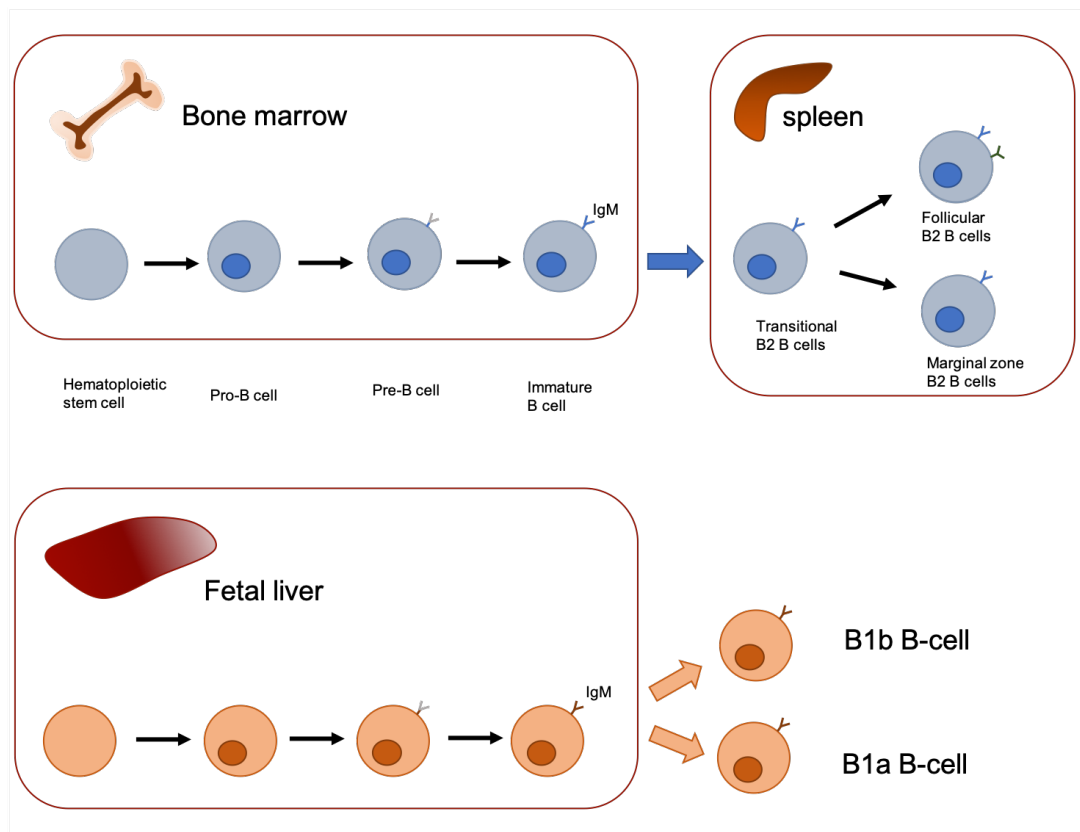 Bone marrow
spleen
IgM
Follicular
B2 B cells
Transitional
B2 B cells
Marginal zone
B2 B cells
Hematoploietic
stem cell
Pro-B cell
Pre-B cell
Immature
B cell
Fetal liver
IgM
B1b B-cell
B1a B-cell